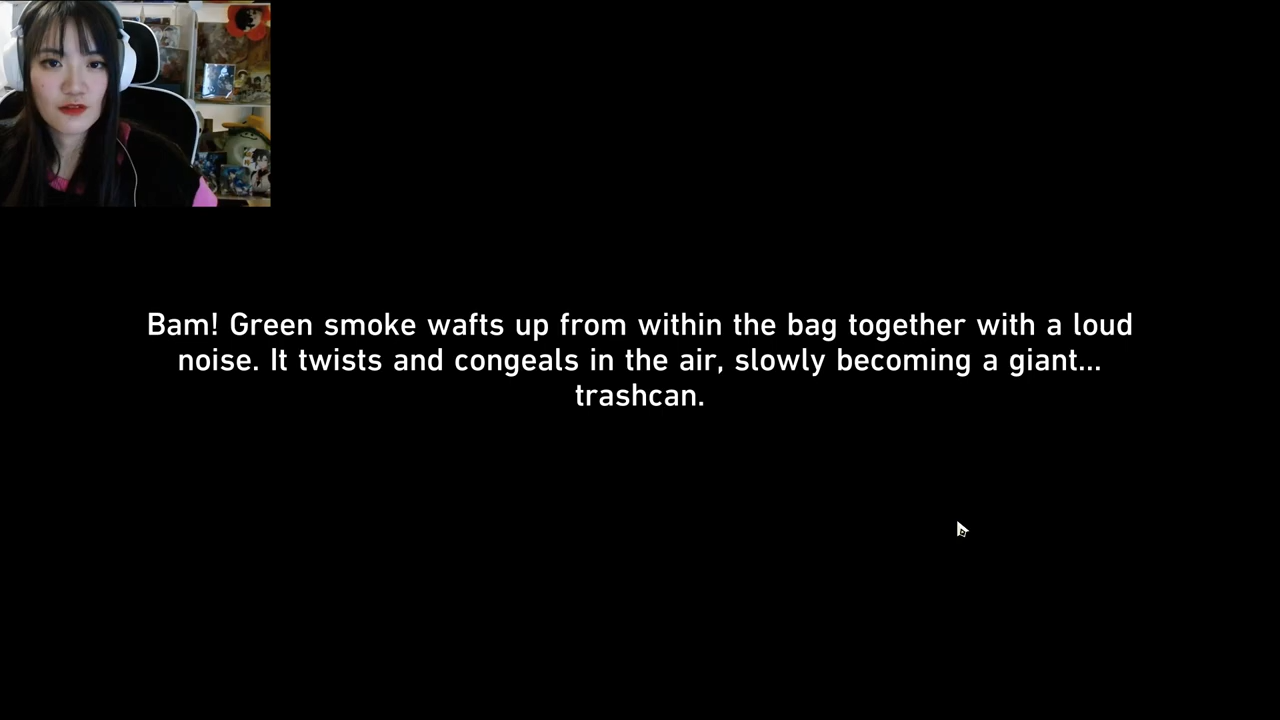 Bam! Green smoke wafts up from within the bag together with a loud
noise. It twists and congeals in the air, slowly becoming a giant...
trashcan.